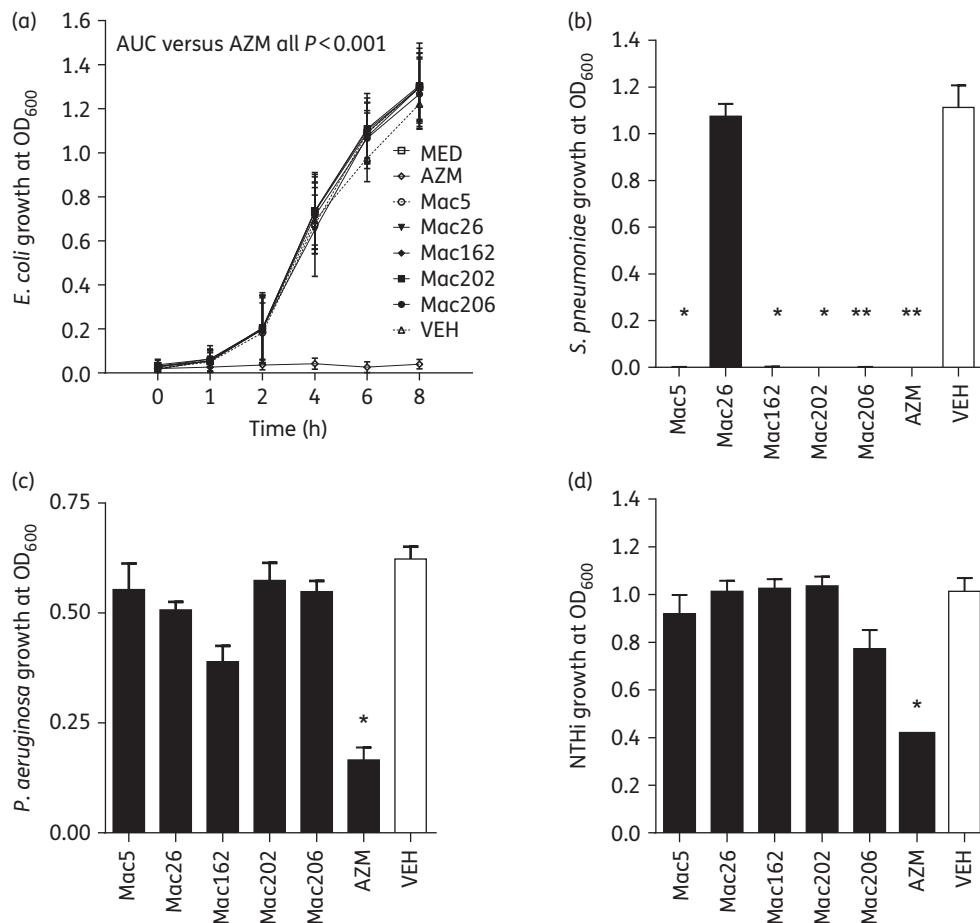 (a)
AUC versus AZM all P<0.001
E. coli growth at OD600
1.6
1.4
1.2
1.0
0.8
0.6
0.4
0.2
0.0
0 1 2 4 6 8
Time (h)
MED
AZM
Mac5
Mac26
Mac162
Mac202
Mac206
VEH
(b)
S. pneumoniae growth at OD600
1.4
1.2
1.0
0.8
0.6
0.4
0.2
0.0
* * * ** **
Mac5 Mac26 Mac162 Mac202 Mac206 AZM VEH
(c)
P. aeruginosa growth at OD600
0.75
0.50
0.25
0.00
*
Mac5 Mac26 Mac162 Mac202 Mac206 AZM VEH
(d)
NTHi growth at OD600
1.4
1.2
1.0
0.8
0.6
0.4
0.2
0.0
*
Mac5 Mac26 Mac162 Mac202 Mac206 AZM VEH